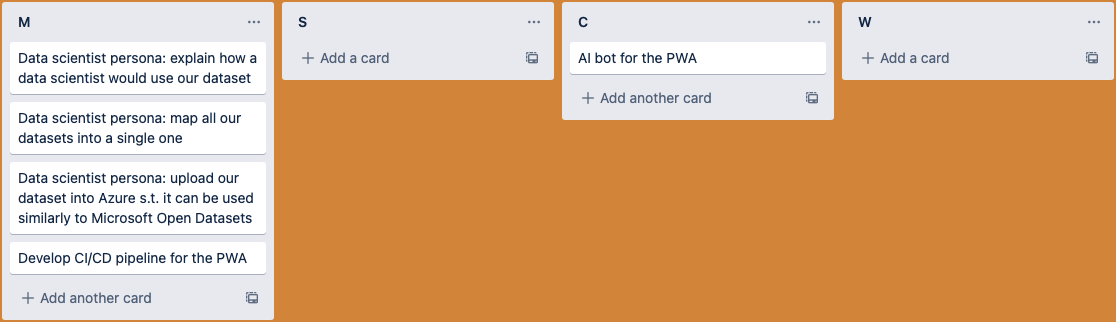 M
Data scientist persona: explain how a
data scientist would use our dataset
Data scientist persona: map all our
datasets into a single one
Data scientist persona: upload our
dataset into Azure s.t. it can be used
similarly to Microsoft Open Datasets
Develop CI/CD pipeline for the PWA
Add another card
S
Add a card
C
AI bot for the PWA
Add another card
W
Add a card